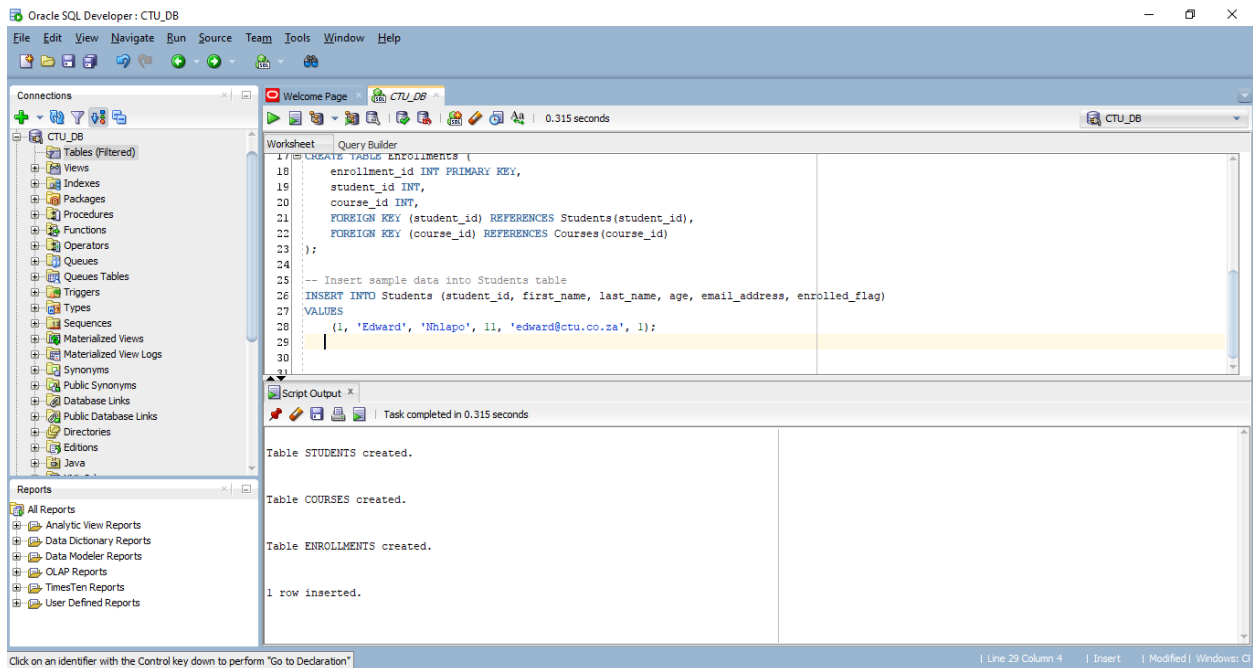 Oracle SQL Developer : CTU_DB
File Edit View Navigate Run Source Team Tools Window Help
Connections
CTU_DB
Tables (Filtered)
Views
Indexes
Packages
Procedures
Functions
Operators
Queues
Queues Tables
Triggers
Types
Sequences
Materialized Views
Materialized View Logs
Synonyms
Public Synonyms
Database Links
Public Database Links
Directories
Editions
Java
Reports
All Reports
Analytic View Reports
Data Dictionary Reports
Data Modeler Reports
OLAP Reports
TimesTen Reports
User Defined Reports
Welcome Page CTU_DB
0.315 seconds CTU_DB
Worksheet Query Builder
17 CREATE TABLE Enrollments (
18 enrollment_id INT PRIMARY KEY,
19 student_id INT,
20 course_id INT,
21 FOREIGN KEY (student_id) REFERENCES Students(student_id),
22 FOREIGN KEY (course_id) REFERENCES Courses(course_id)
23 );
24
25 -- Insert sample data into Students table
26 INSERT INTO Students (student_id, first_name, last_name, age, email_address, enrolled_flag)
27 VALUES
28 (1, 'Edward', 'Nhlapo', 11, 'edward@ctu.co.za', 1);
29
30
31
Script Output
Task completed in 0.315 seconds
Table STUDENTS created.
Table COURSES created.
Table ENROLLMENTS created.
1 row inserted.
Click on an identifier with the Control key down to perform "Go to Declaration"
| Line 29 Column 4 | Insert | Modified | Windows: C